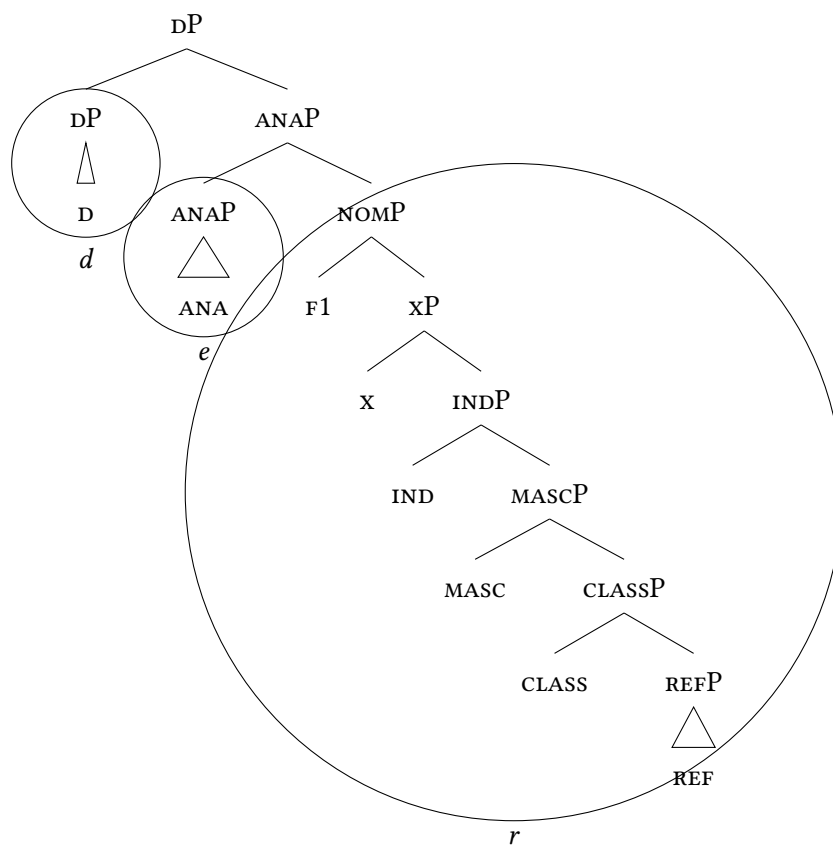 DP
DP ANAP
D ANAP NOMP
d
ANA F1 XP
e
X INDP
IND MASCP
MASC CLASSP
CLASS REFP
REF
r